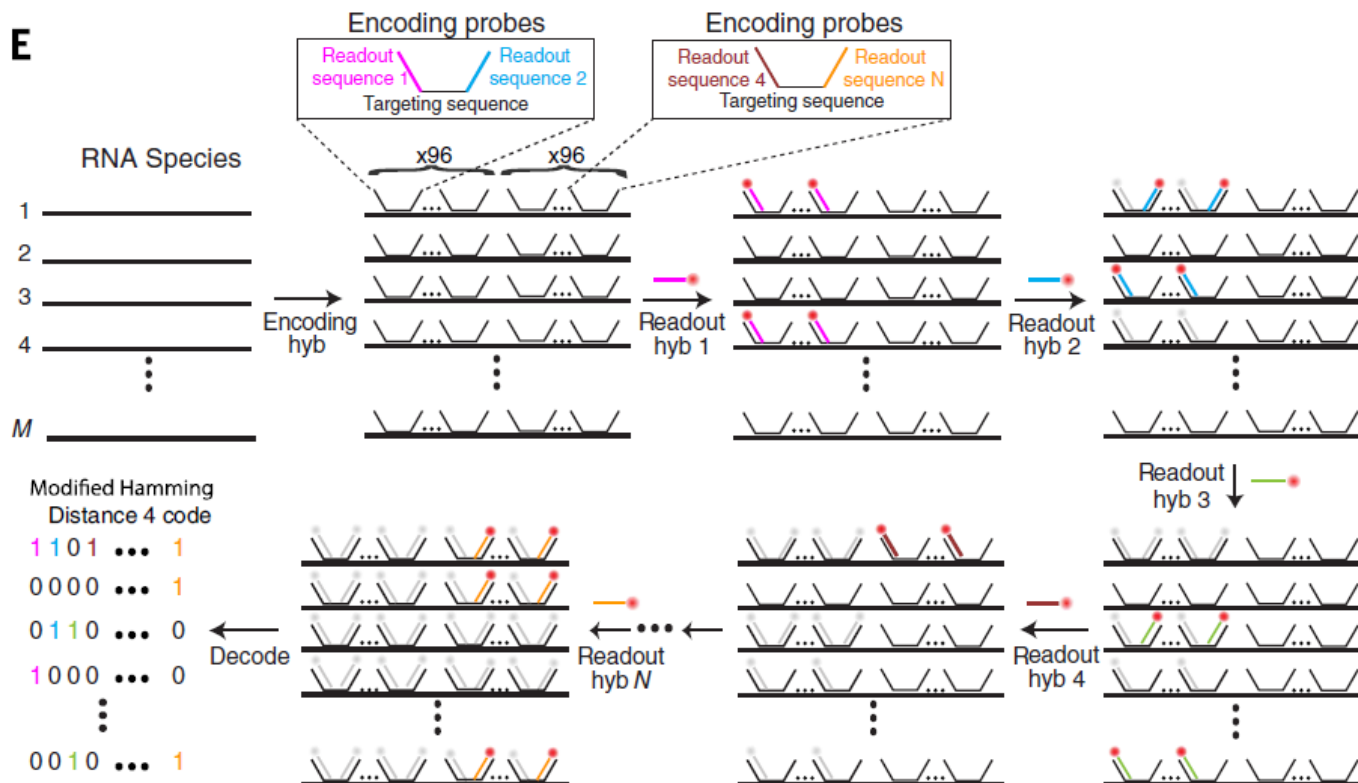 E
Encoding probes
Readout sequence 1
Readout sequence 2
Targeting sequence
Encoding probes
Readout sequence 4
Readout sequence N
Targeting sequence
RNA Species
x96
x96
1
2
3
4
M
Encoding
hyb
Readout
hyb 1
Readout
hyb 2
Readout
hyb 3
Readout
hyb 4
Readout
hyb N
Decode
Modified Hamming
Distance 4 code
1 1 0 1 ••• 1
0 0 0 0 ••• 1
0 1 1 0 ••• 0
1 0 0 0 ••• 0
0 0 1 0 ••• 1